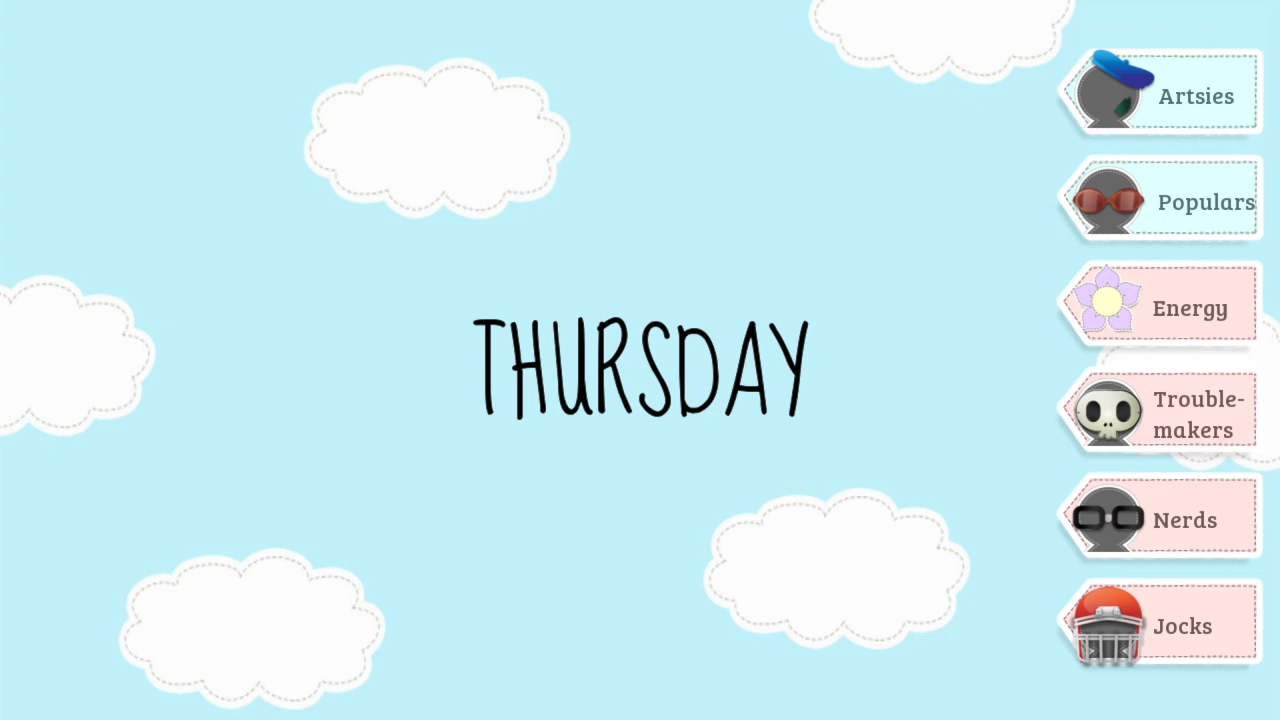 THURSDAY
Artsies
Populars
Energy
Trouble-
makers
Nerds
Jocks